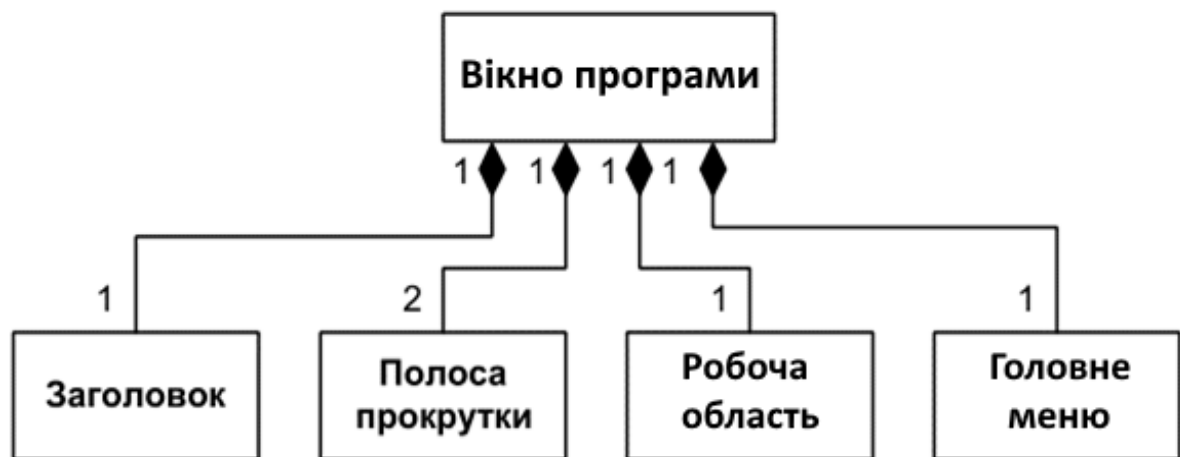 Вікно програми
1 1 1 1
1 2 1 1
Заголовок
Полоса
прокрутки
Робоча
область
Головне
меню